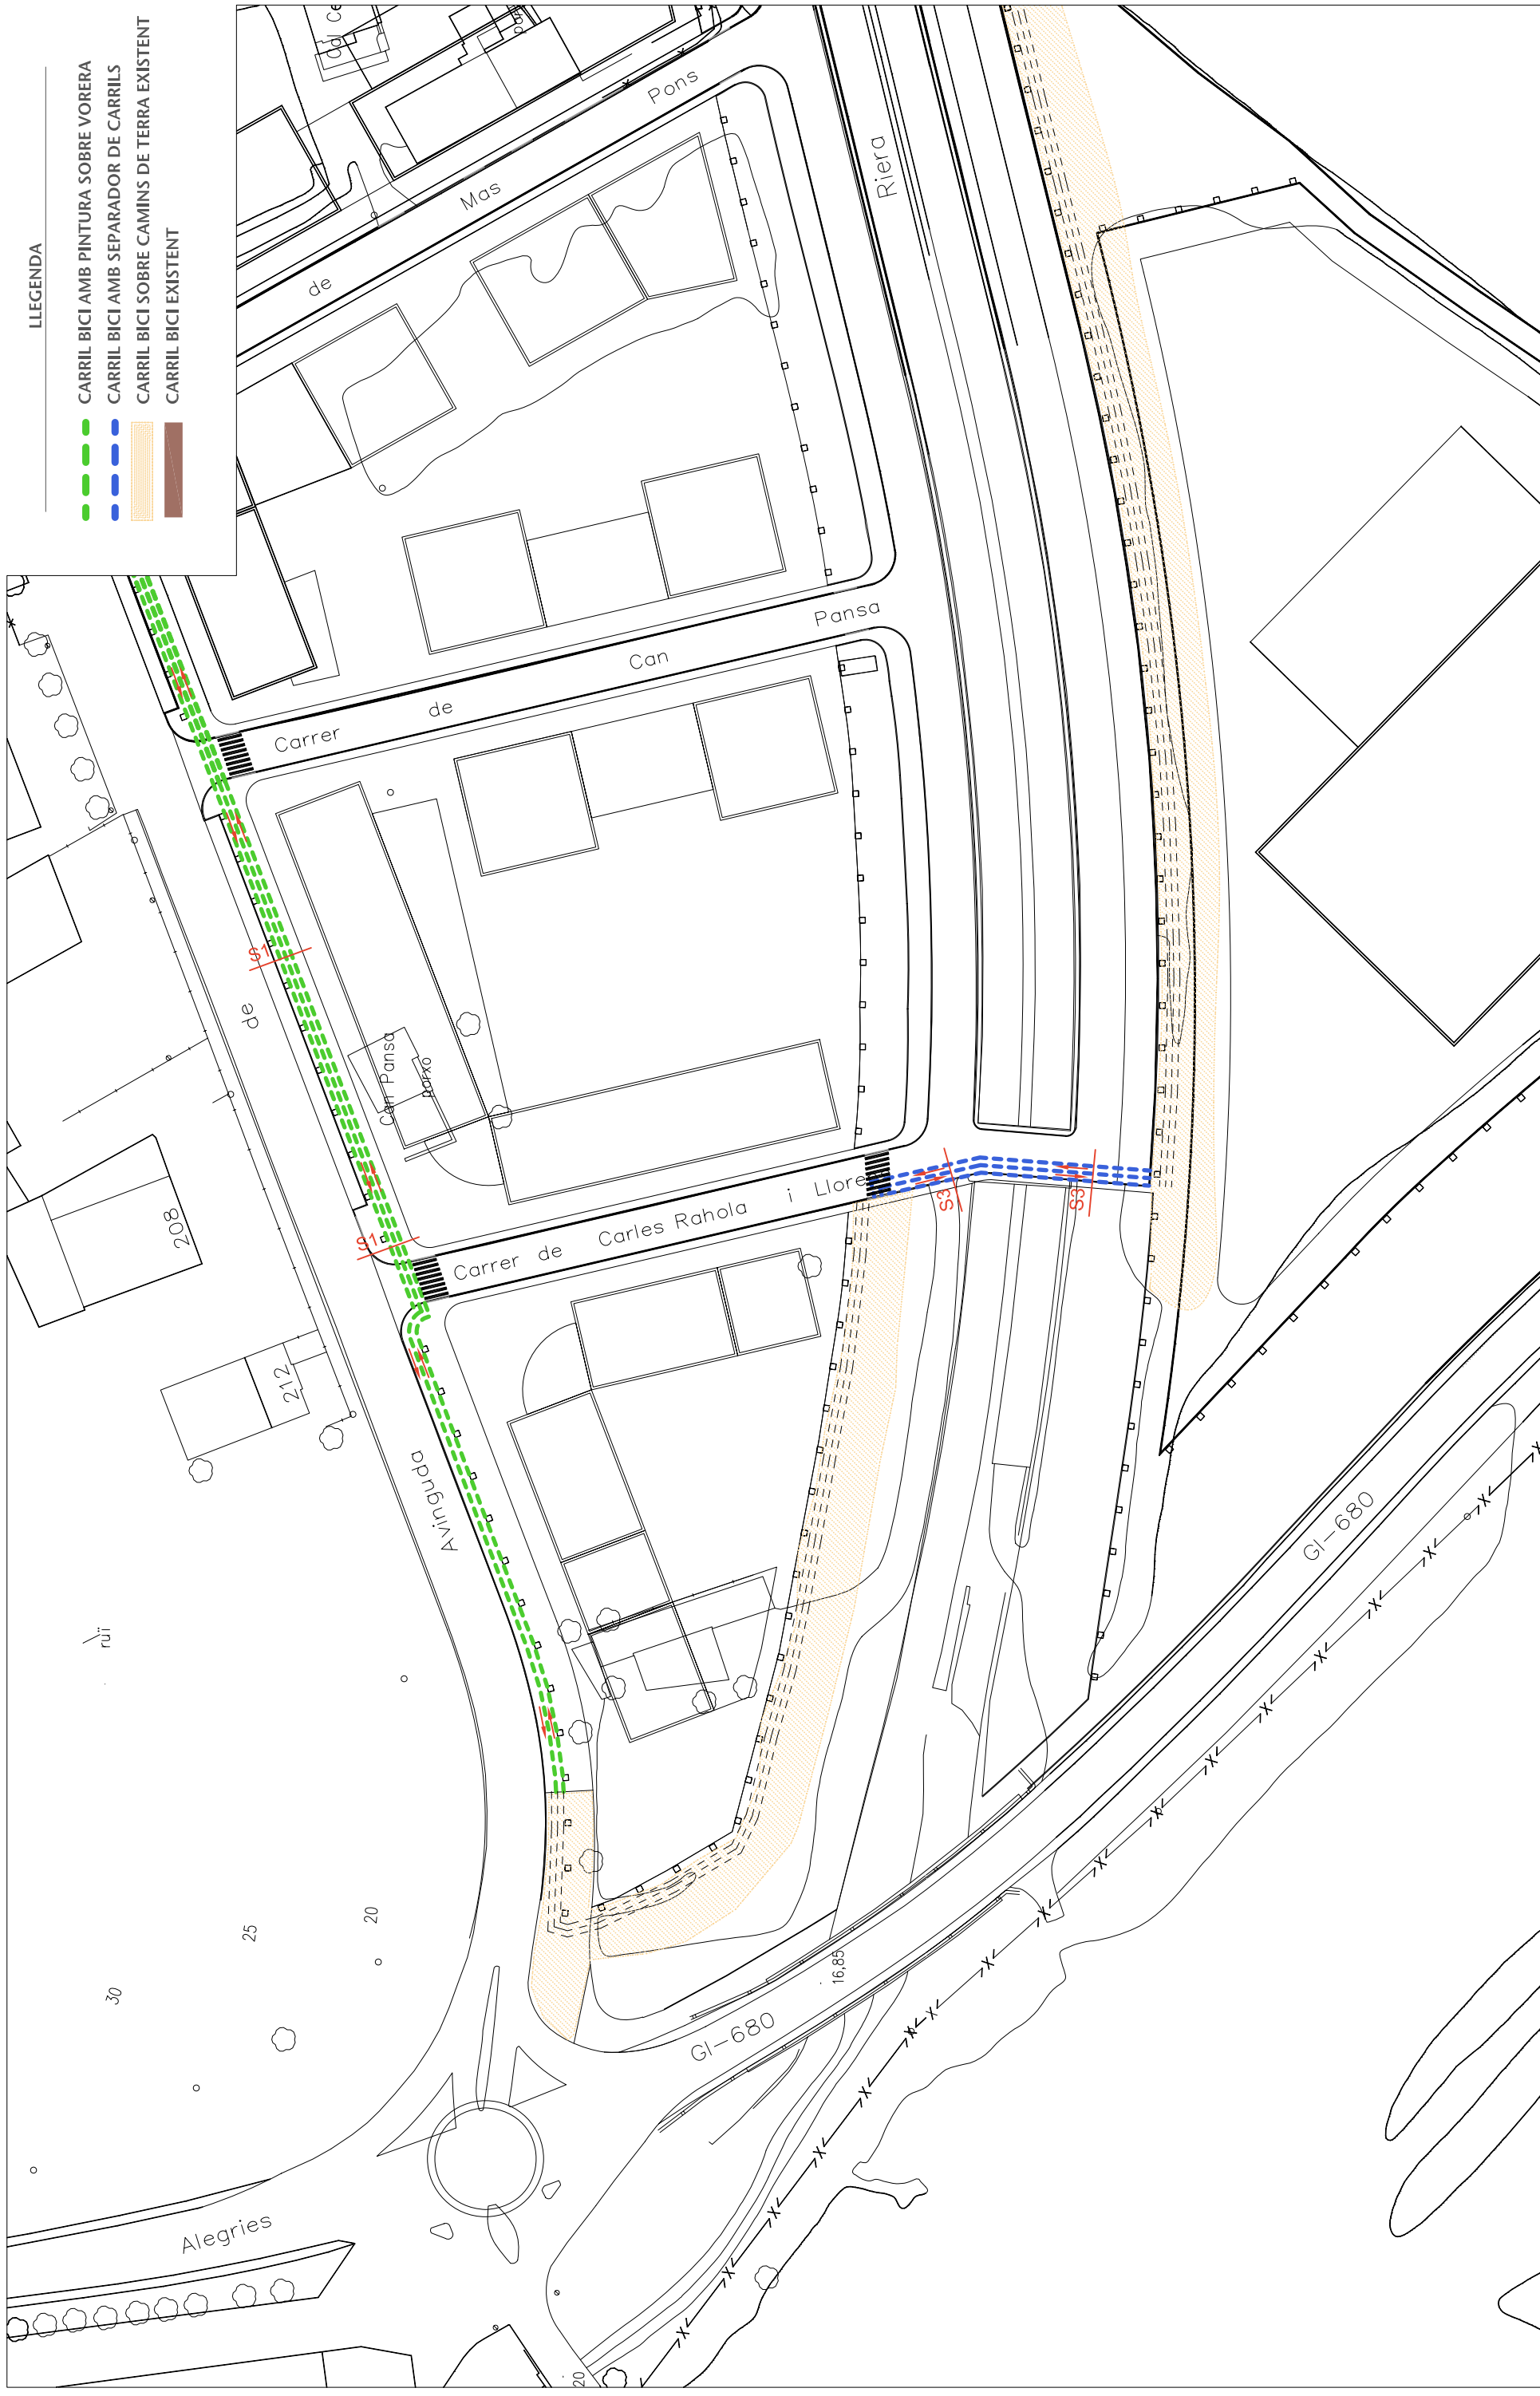 LLEGENDA
CARRIL BICI AMB PINTURA SOBRE VORERA
CARRIL BICI AMB SEPARADOR DE CARRILS
CARRIL BICI SOBRE CAMINS DE TERRA EXISTENT
CARRIL BICI EXISTENT
de Mas Pons
Riera
Carrer de Can Pansa
S1
de
Can Pansa
porxo
S1
Carrer de Carles Rahola i
S3
S3
208
212
Avinguda
25
20
30
16,85
GI-680
GI-680
Alegries
20